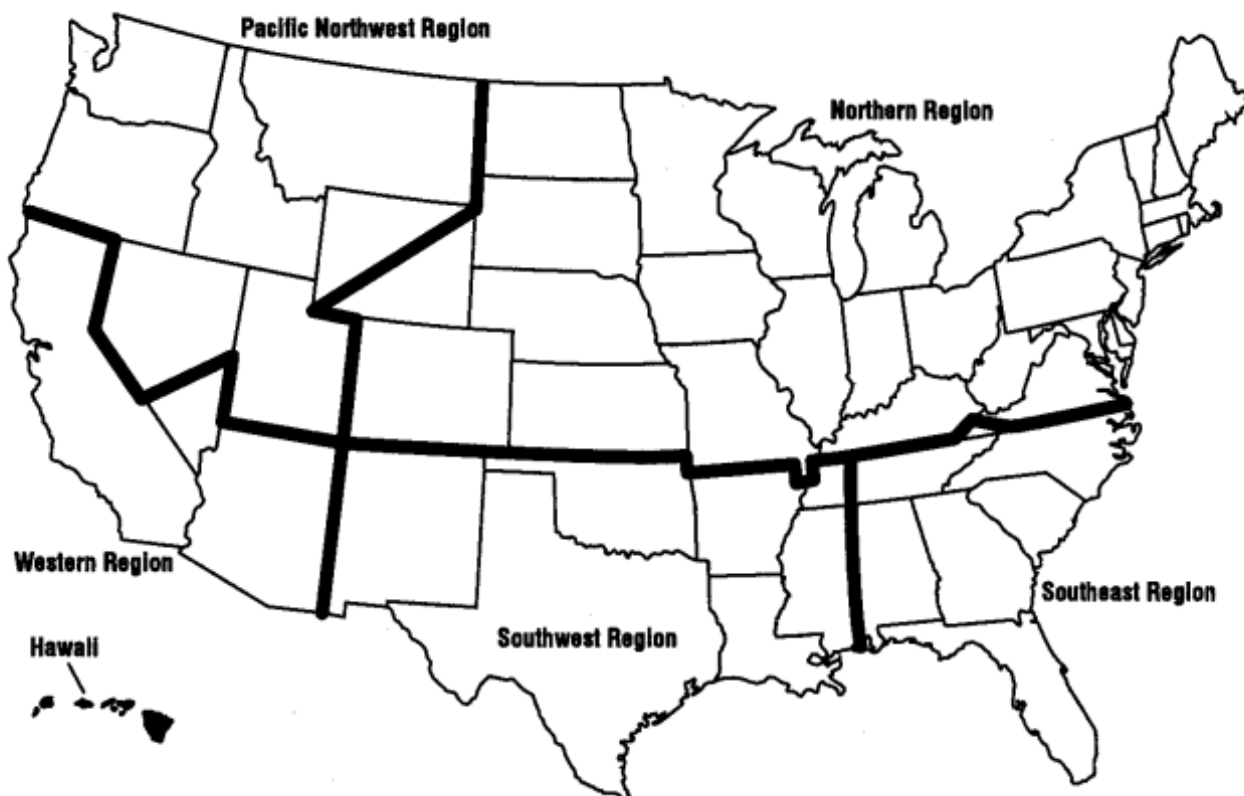 Pacific Northwest Region
Northern Region
Western Region
Southeast Region
Southwest Region
Hawaii